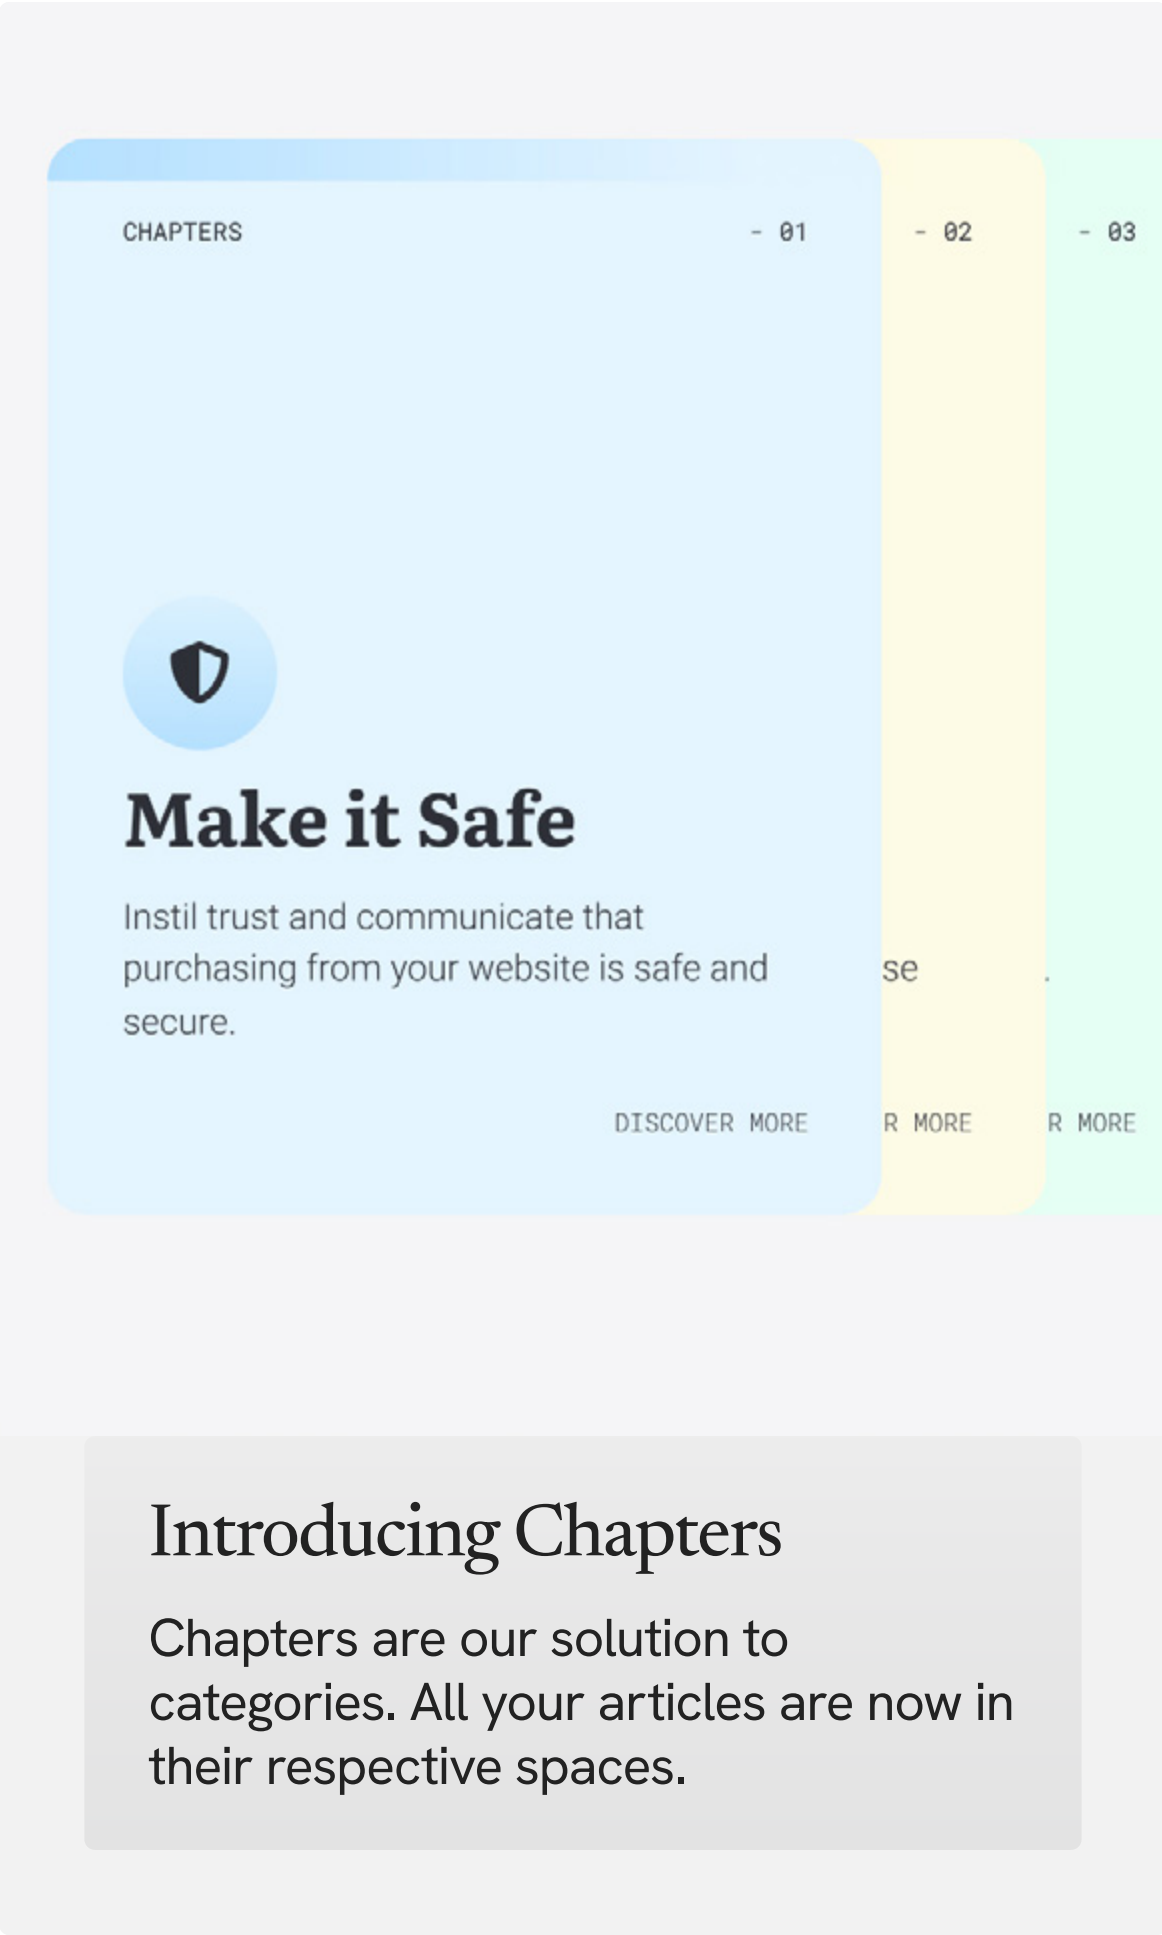 CHAPTERS - 01 - 02 - 03
Make it Safe
Instil trust and communicate that
purchasing from your website is safe and
secure.
se
.
DISCOVER MORE
R MORE
R MORE
Introducing Chapters
Chapters are our solution to
categories. All your articles are now in
their respective spaces.